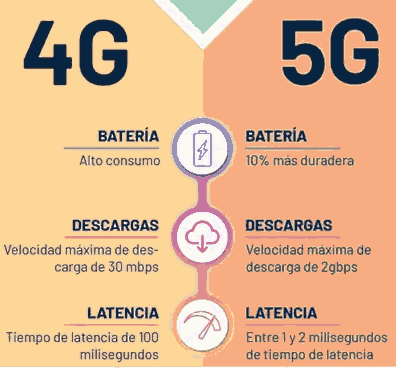 4G
5G
BATERÍA
Alto consumo
BATERÍA
10% más duradera
DESCARGAS
Velocidad máxima de des-
carga de 30 mbps
DESCARGAS
Velocidad máxima de
descarga de 2gbps
LATENCIA
Tiempo de latencia de 100
milisegundos
LATENCIA
Entre 1 y 2 milisegundos
de tiempo de latencia